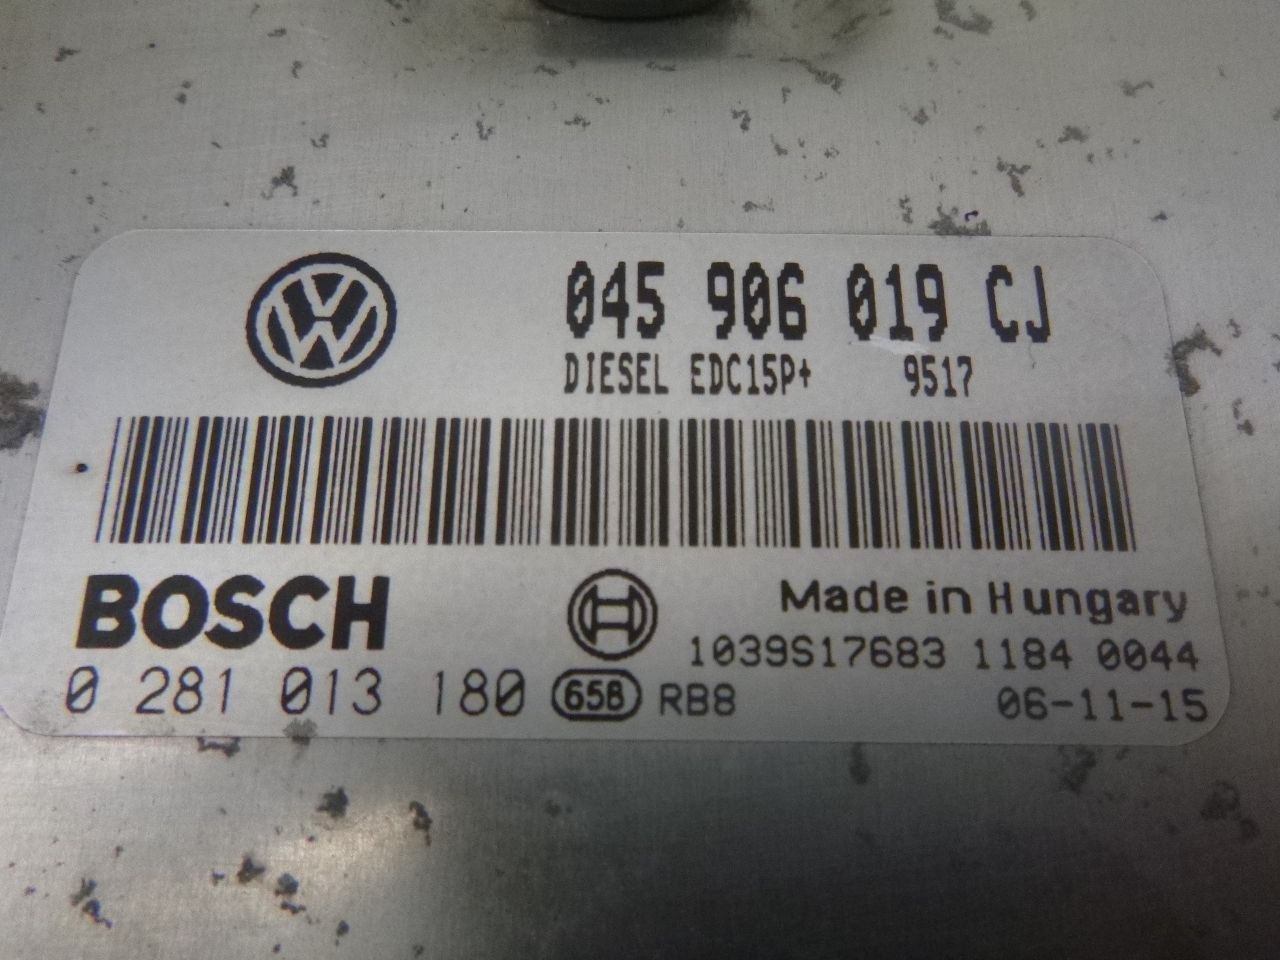 045 906 019 CJ
DIESEL EDC15P+ 9517
BOSCH
Made in Hungary
1039S17683 1184 0044
0 281 013 180 658 RB8 06-11-15